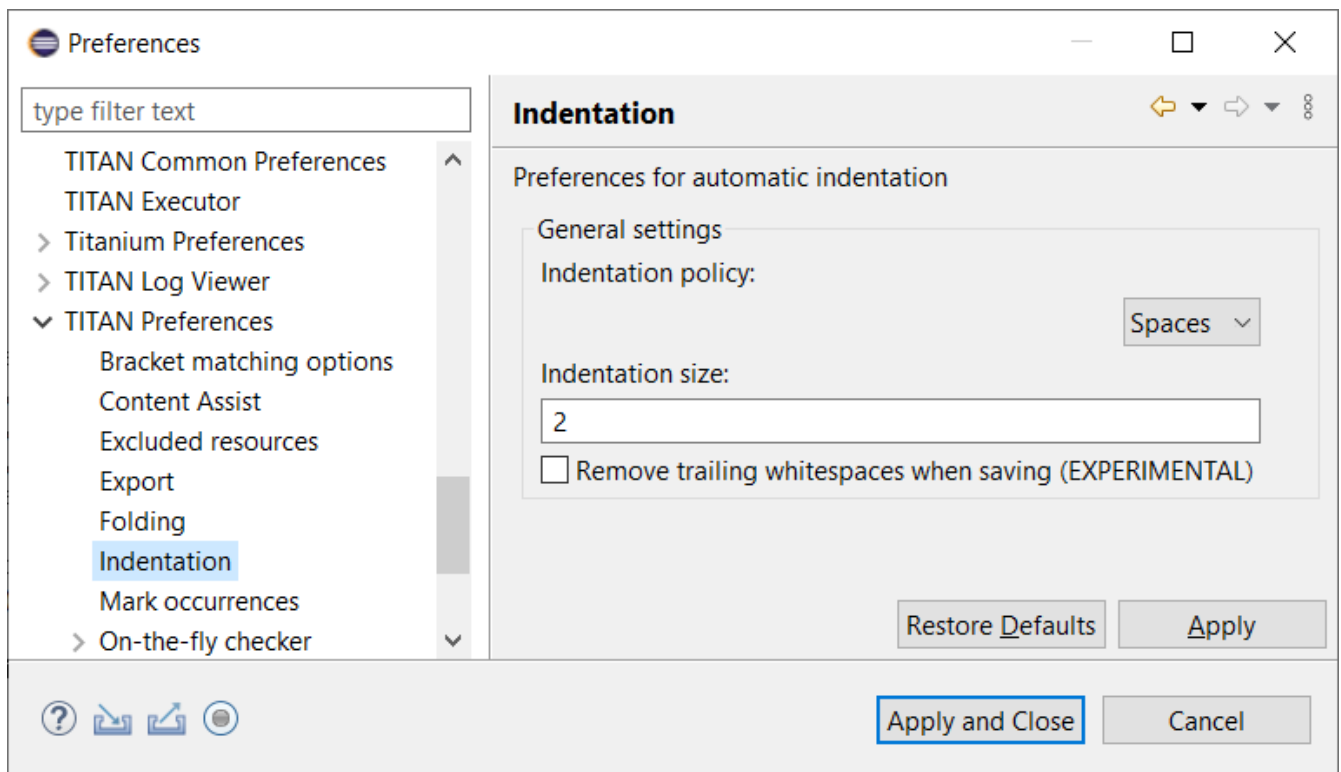 Preferences
type filter text
TITAN Common Preferences
TITAN Executor
Titanium Preferences
TITAN Log Viewer
TITAN Preferences
Bracket matching options
Content Assist
Excluded resources
Export
Folding
Indentation
Mark occurrences
On-the-fly checker
Indentation
Preferences for automatic indentation
General settings
Indentation policy:
Spaces
Indentation size:
2
Remove trailing whitespaces when saving (EXPERIMENTAL)
Restore Defaults
Apply
?
Apply and Close
Cancel